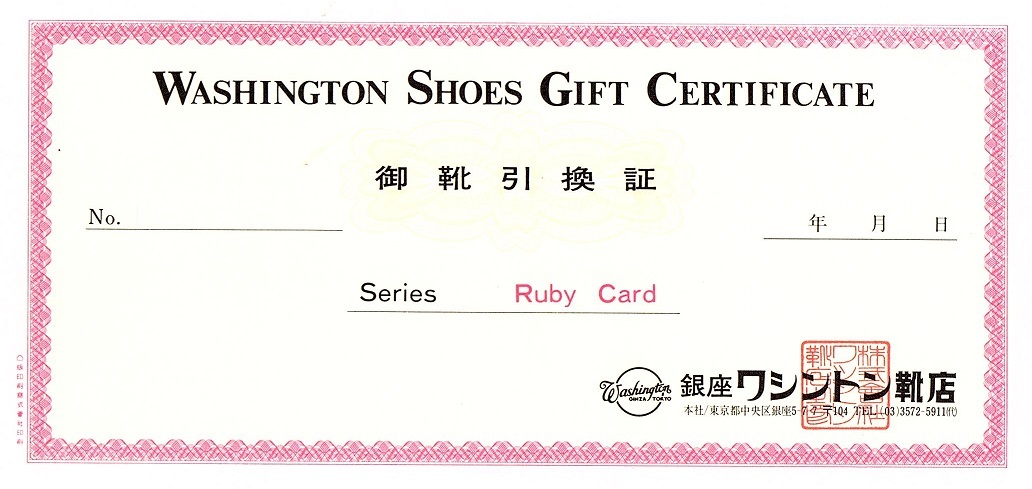 WASHINGTON SHOES GIFT CERTIFICATE
御靴引換証
No.
年 月 日
Series Ruby Card
Washington
GINZA TOKYO
銀座ワシントン靴店
本社/東京都中央区銀座5-7-7 〒104 TEL (03)3572-5911(代)